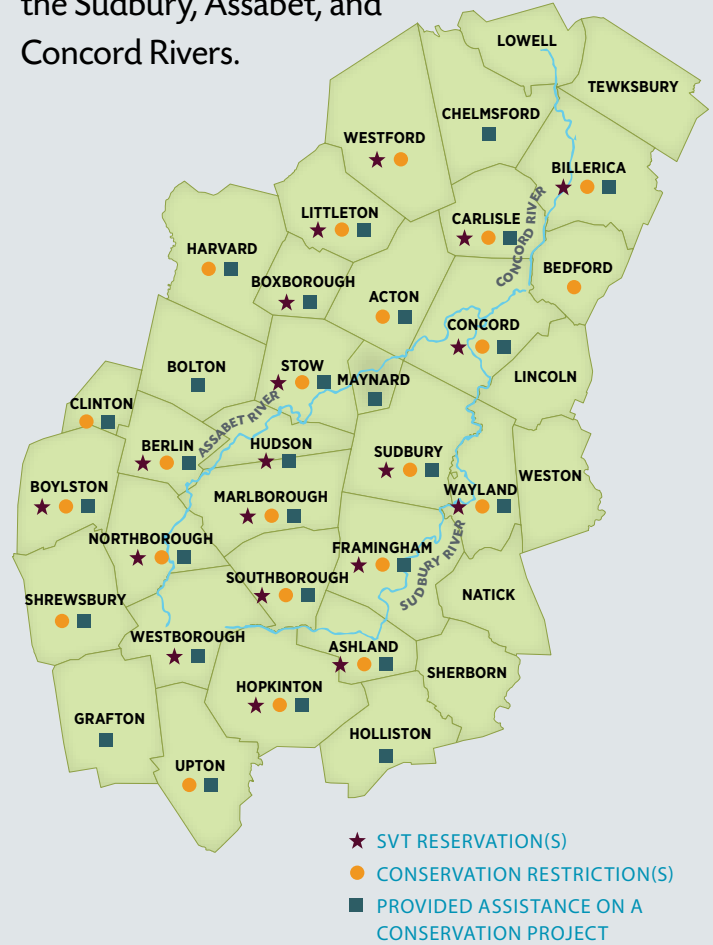 the Sudbury, Assabet, and
Concord Rivers.
LOWELL
TEWKSBURY
CHELMSFORD
WESTFORD
BILLERICA
LITTLETON
CARLISLE
CONCORD RIVER
HARVARD
BEDFORD
BOXBOROUGH
ACTON
CONCORD
BOLTON
STOW
MAYNARD
LINCOLN
CLINTON
ASSABET RIVER
BERLIN
HUDSON
SUDBURY
WESTON
BOYLSTON
MARLBOROUGH
WAYLAND
NORTHBOROUGH
FRAMINGHAM
SUDBURY RIVER
SOUTHBOROUGH
NATICK
SHREWSBURY
WESTBOROUGH
ASHLAND
SHERBORN
HOPKINTON
GRAFTON
HOLLISTON
UPTON
SVT RESERVATION(S)
CONSERVATION RESTRICTION(S)
PROVIDED ASSISTANCE ON A
CONSERVATION PROJECT